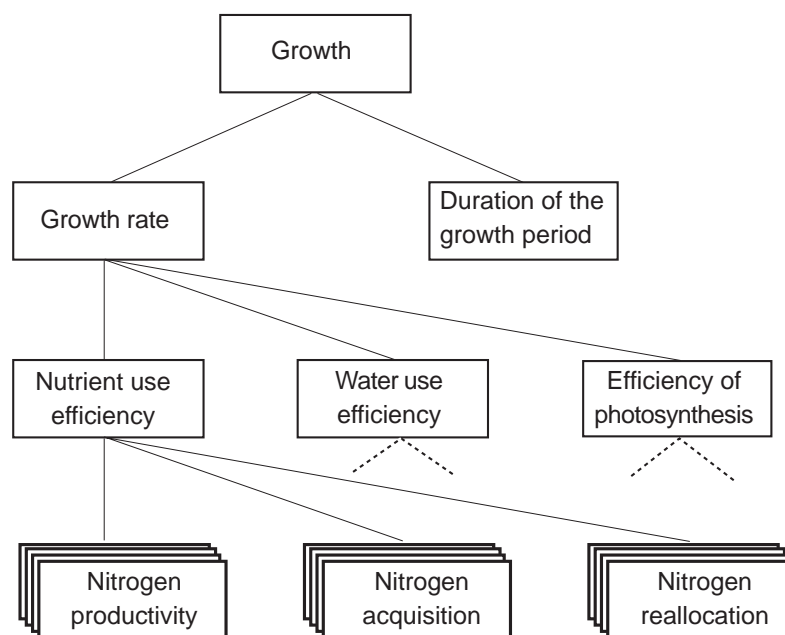 Growth
Growth rate
Duration of the
growth period
Nutrient use
efficiency
Water use
efficiency
Efficiency of
photosynthesis
Nitrogen
productivity
Nitrogen
acquisition
Nitrogen
reallocation